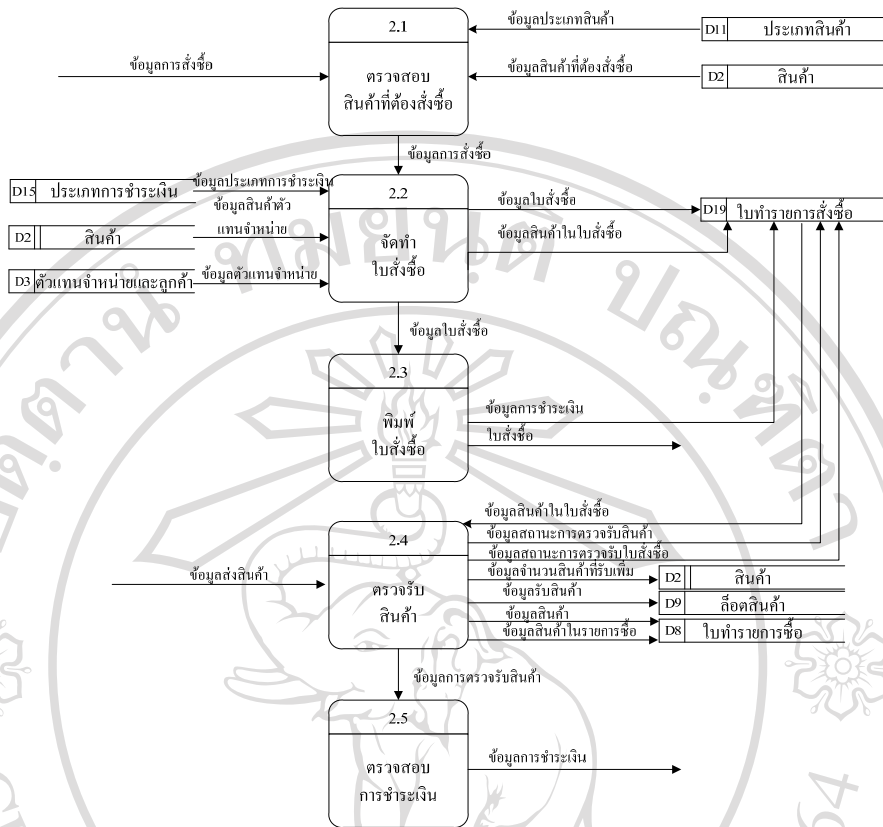 2.1
ตรวจสอบ
สินค้าที่ต้องสั่งซื้อ
ข้อมูลประเภทสินค้า
D11 ประเภทสินค้า
ข้อมูลการสั่งซื้อ
ข้อมูลสินค้าที่ต้องสั่งซื้อ
D2 สินค้า
ข้อมูลการสั่งซื้อ
D15 ประเภทการชำระเงิน
ข้อมูลประเภทการชำระเงิน
ข้อมูลสินค้าตัว
แทนจำหน่าย
D2 สินค้า
D3 ตัวแทนจำหน่ายและลูกค้า
ข้อมูลตัวแทนจำหน่าย
2.2
จัดทำ
ใบสั่งซื้อ
ข้อมูลใบสั่งซื้อ
D19 ใบทำรายการสั่งซื้อ
ข้อมูลสินค้าในใบสั่งซื้อ
ข้อมูลใบสั่งซื้อ
2.3
พิมพ์
ใบสั่งซื้อ
ข้อมูลการชำระเงิน
ใบสั่งซื้อ
ข้อมูลสินค้าในใบสั่งซื้อ
ข้อมูลสถานะการตรวจรับสินค้า
ข้อมูลสถานะการตรวจรับใบสั่งซื้อ
2.4
ตรวจรับ
สินค้า
ข้อมูลส่งสินค้า
ข้อมูลจำนวนสินค้าที่รับเพิ่ม
D2 สินค้า
ข้อมูลรับสินค้า
D9 ล็อตสินค้า
ข้อมูลสินค้า
ข้อมูลสินค้าในรายการซื้อ
D8 ใบทำรายการซื้อ
ข้อมูลการตรวจรับสินค้า
2.5
ตรวจสอบ
การชำระเงิน
ข้อมูลการชำระเงิน
64